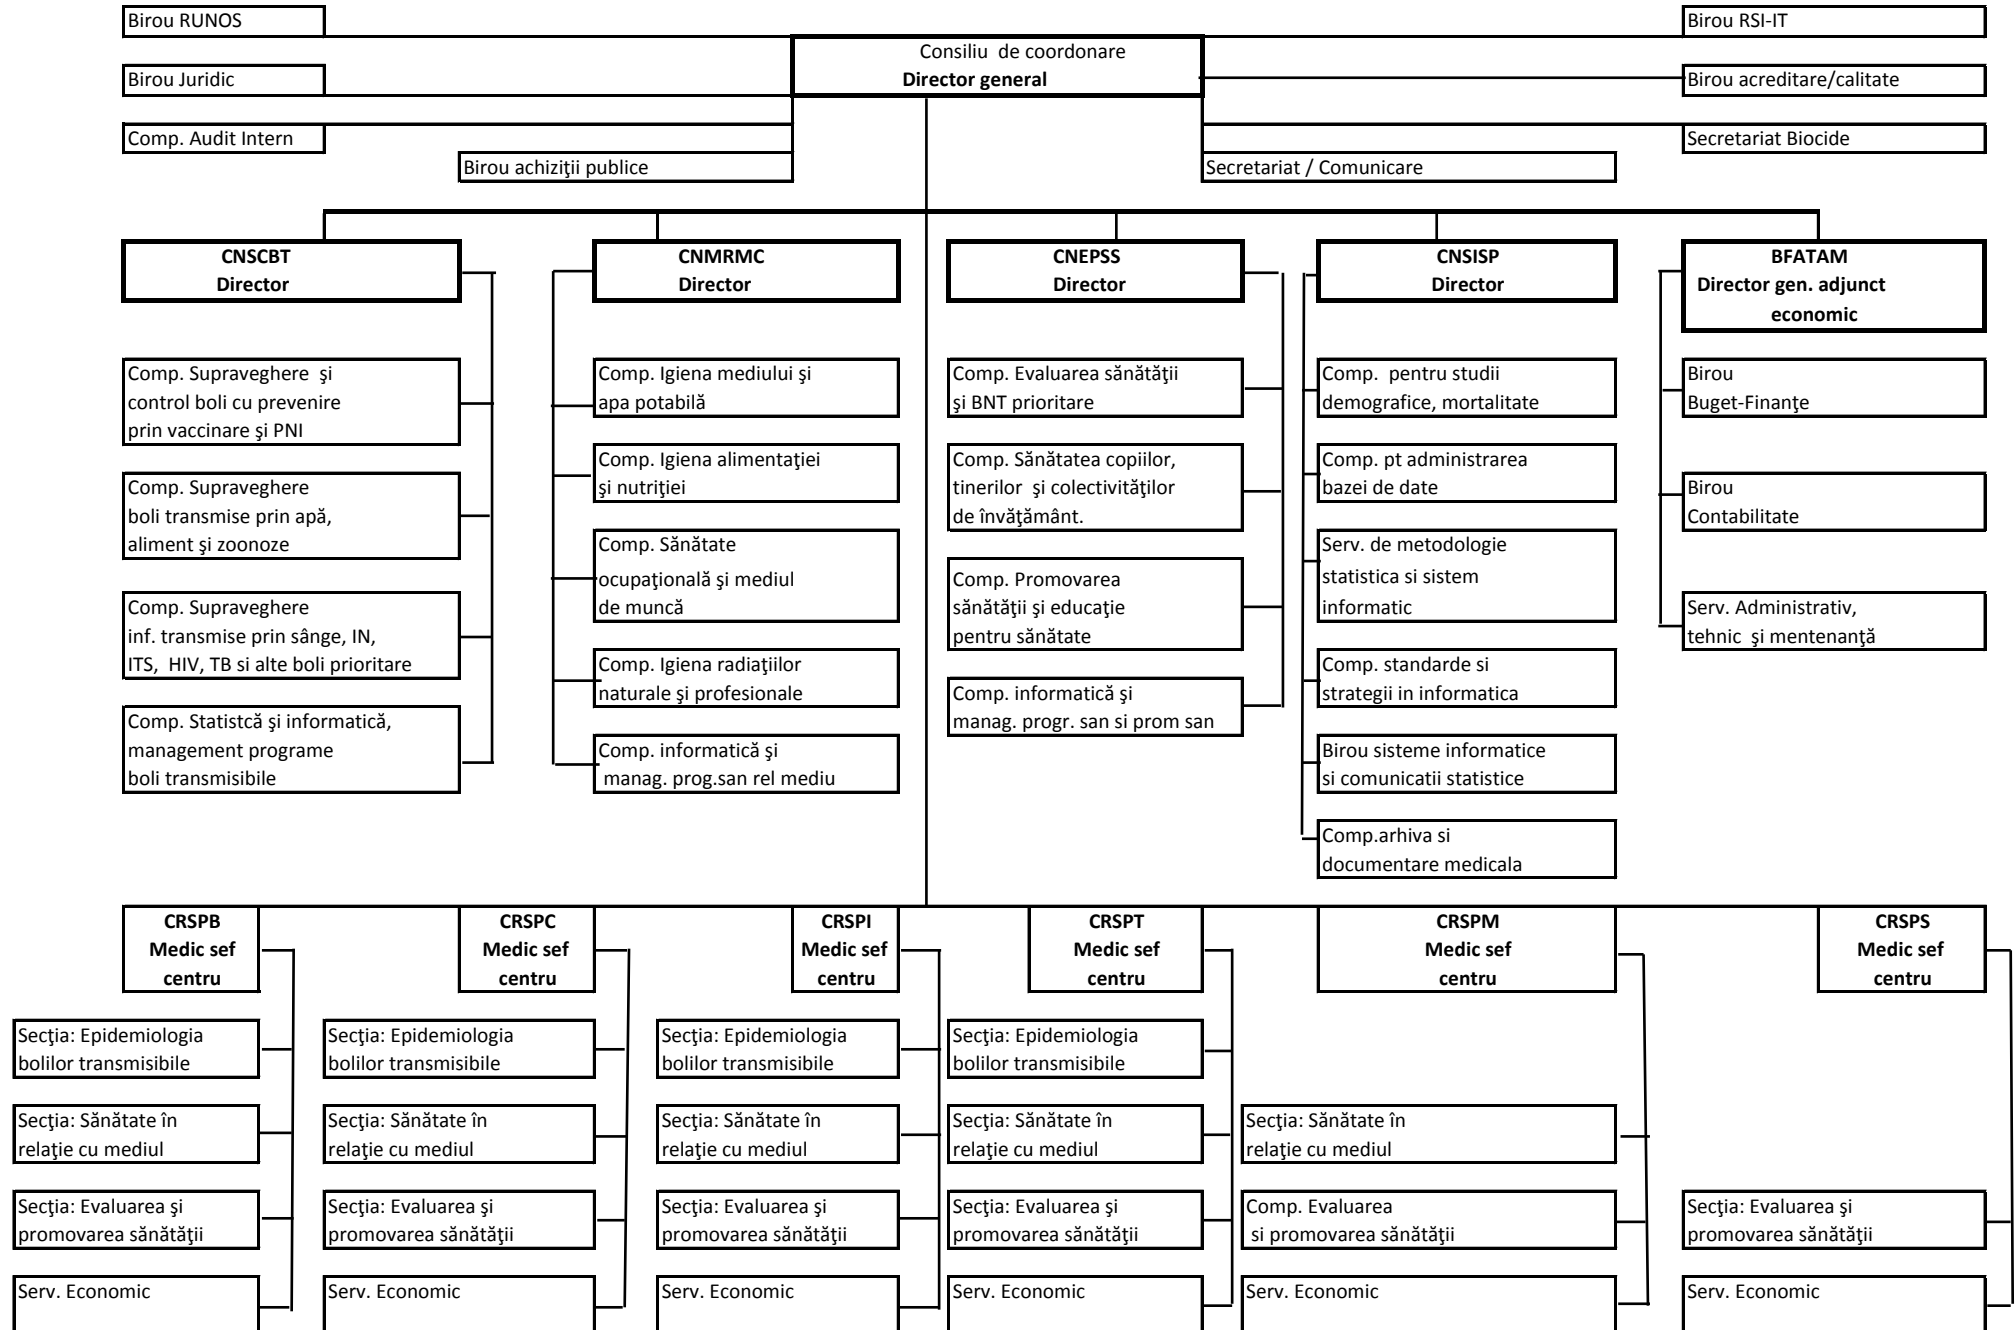 Birou RUNOS
Birou RSI-IT
Consiliu de coordonare
Director general
Birou Juridic
Birou acreditare/calitate
Comp. Audit Intern
Secretariat Biocide
Birou achiziţii publice
Secretariat / Comunicare
CNSCBT
Director
CNMRMC
Director
CNEPSS
Director
CNSISP
Director
BFATAM
Director gen. adjunct
economic
Comp. Supraveghere şi
control boli cu prevenire
prin vaccinare şi PNI
Comp. Supraveghere
boli transmise prin apă,
aliment şi zoonoze
Comp. Supraveghere
inf. transmise prin sânge, IN,
ITS, HIV, TB si alte boli prioritare
Comp. Statistcă şi informatică,
management programe
boli transmisibile
Comp. Igiena mediului şi
apa potabilă
Comp. Igiena alimentaţiei
şi nutriţiei
Comp. Sănătate
ocupaţională şi mediul
de muncă
Comp. Igiena radiaţiilor
naturale şi profesionale
Comp. informatică şi
manag. prog.san rel mediu
Comp. Evaluarea sănătăţii
şi BNT prioritare
Comp. Sănătatea copiilor,
tinerilor şi colectivităţilor
de învăţământ.
Comp. Promovarea
sănătăţii şi educaţie
pentru sănătate
Comp. informatică şi
manag. progr. san si prom san
Comp. pentru studii
demografice, mortalitate
Comp. pt administrarea
bazei de date
Serv. de metodologie
statistica si sistem
informatic
Comp. standarde si
strategii in informatica
Birou sisteme informatice
si comunicatii statistice
Comp.arhiva si
documentare medicala
Birou
Buget-Finanţe
Birou
Contabilitate
Serv. Administrativ,
tehnic şi mentenanţă
CRSPB
Medic sef
centru
Secţia: Epidemiologia
bolilor transmisibile
Secţia: Sănătate în
relaţie cu mediul
Secţia: Evaluarea şi
promovarea sănătăţii
Serv. Economic
CRSPC
Medic sef
centru
Secţia: Epidemiologia
bolilor transmisibile
Secţia: Sănătate în
relaţie cu mediul
Secţia: Evaluarea şi
promovarea sănătăţii
Serv. Economic
CRSPI
Medic sef
centru
Secţia: Epidemiologia
bolilor transmisibile
Secţia: Sănătate în
relaţie cu mediul
Secţia: Evaluarea şi
promovarea sănătăţii
Serv. Economic
CRSPT
Medic sef
centru
Secţia: Epidemiologia
bolilor transmisibile
Secţia: Sănătate în
relaţie cu mediul
Secţia: Evaluarea şi
promovarea sănătăţii
Serv. Economic
CRSPM
Medic sef
centru
Secţia: Sănătate în
relaţie cu mediul
Comp. Evaluarea
si promovarea sănătăţii
Serv. Economic
CRSPS
Medic sef
centru
Secţia: Evaluarea şi
promovarea sănătăţii
Serv. Economic